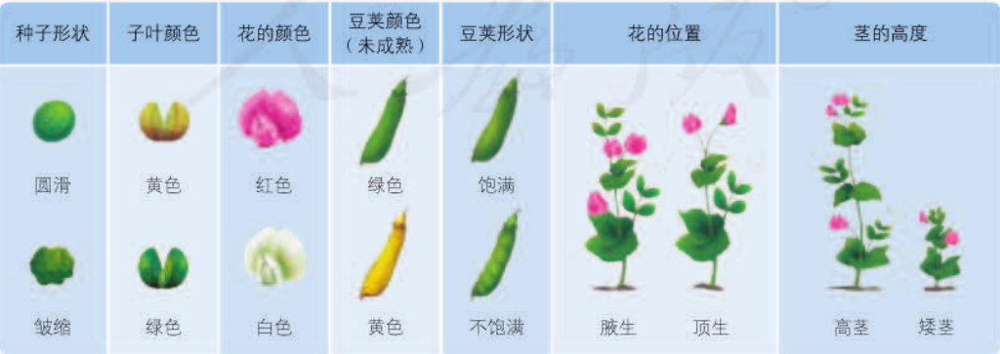 种子形状
子叶颜色
花的颜色
豆荚颜色
（未成熟）
豆荚形状
花的位置
茎的高度
圆滑
黄色
红色
绿色
饱满
皱缩
绿色
白色
黄色
不饱满
腋生
顶生
高茎
矮茎